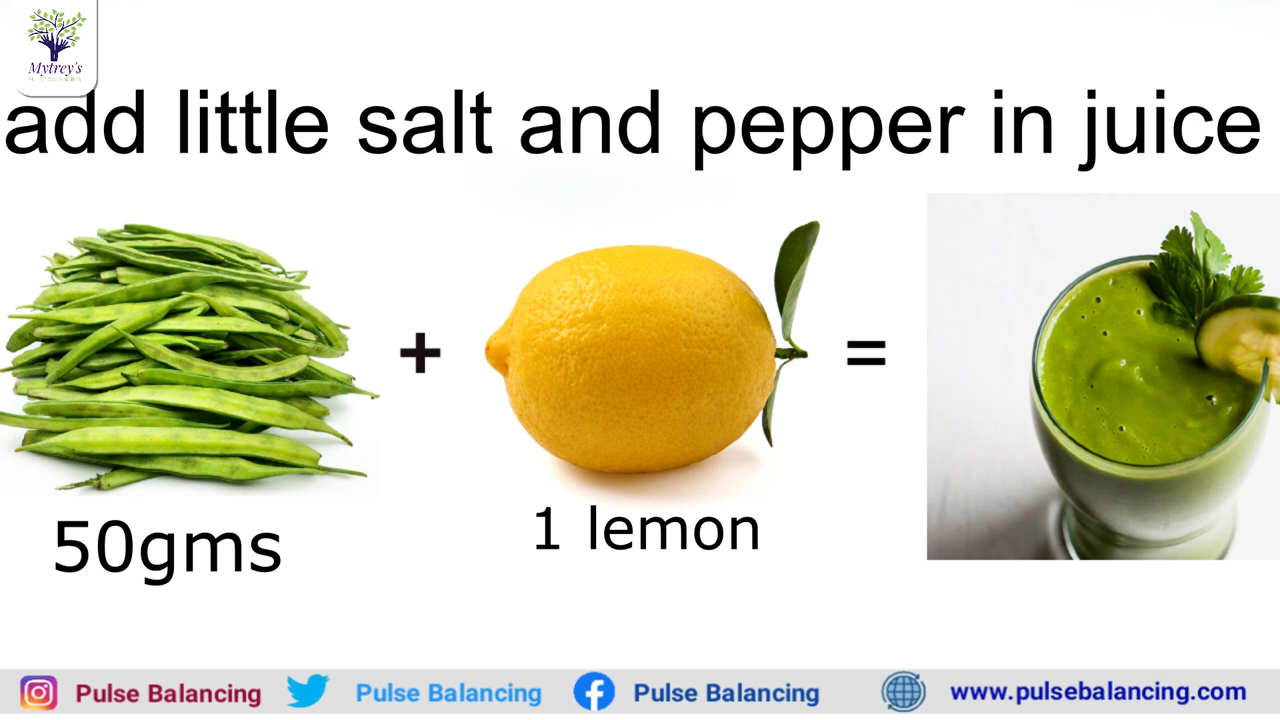 Mytrey's
add little salt and pepper in juice
+
=
50gms
1 lemon
Pulse Balancing
Pulse Balancing
Pulse Balancing
www.pulsebalancing.com